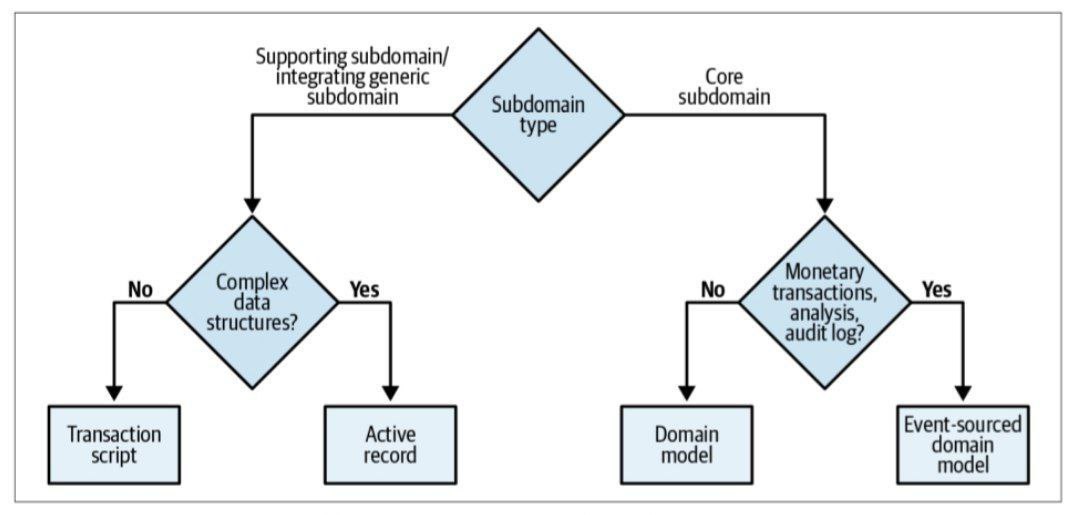 Supporting subdomain/
integrating generic
subdomain
Subdomain
type
Core
subdomain
No
Complex
data
structures?
Yes
No
Monetary
transactions,
analysis,
audit log?
Yes
Transaction
script
Active
record
Domain
model
Event-sourced
domain
model